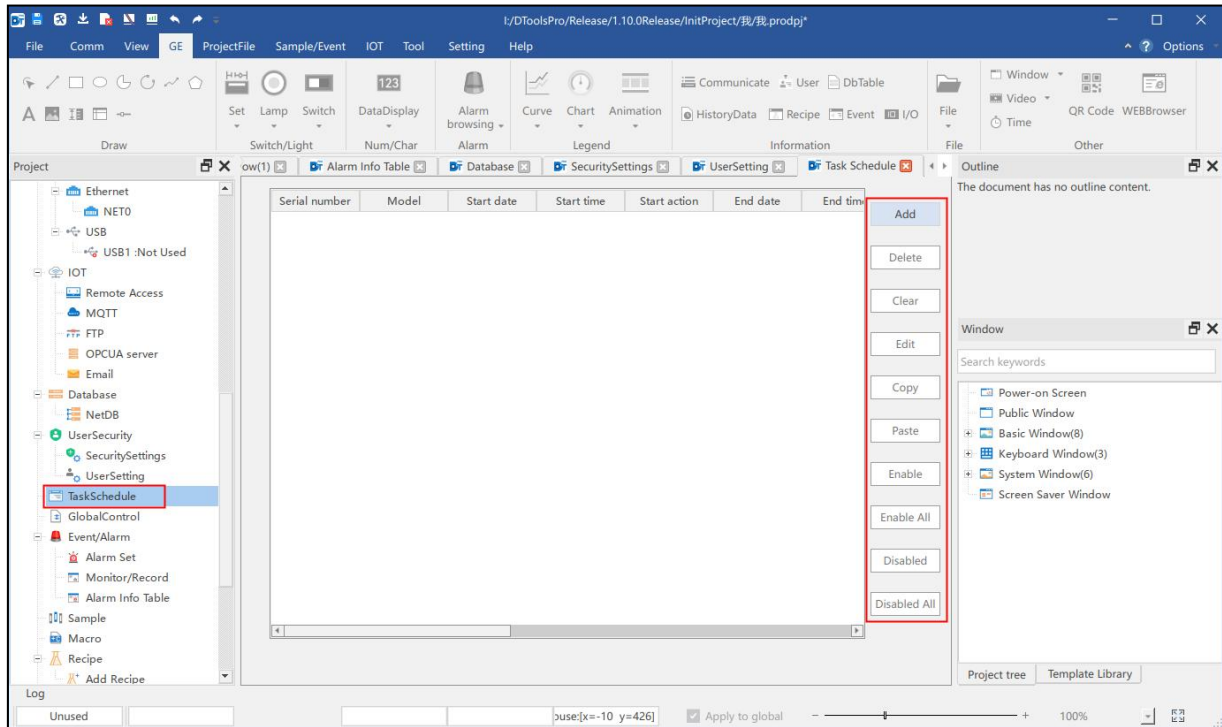 I:/DToolsPro/Release/1.10.0Release/InitProject/我/我.prodpj*
File Comm View GE ProjectFile Sample/Event IOT Tool Setting Help Options
Set Lamp Switch DataDisplay Alarm browsing Curve Chart Animation Communicate User DbTable File Window QR Code WEBBrowser
HistoryData Recipe Event I/O Video
Time
Draw Switch/Light Num/Char Alarm Legend Information File Other
Project ow(1) Alarm Info Table Database SecuritySettings UserSetting Task Schedule Outline
The document has no outline content.
Ethernet
NET0
USB
USB1 :Not Used
IOT
Remote Access
MQTT
FTP
OPCUA server
Email
Database
NetDB
UserSecurity
SecuritySettings
UserSetting
TaskSchedule
GlobalControl
Event/Alarm
Alarm Set
Monitor/Record
Alarm Info Table
Sample
Macro
Recipe
Add Recipe
Serial number Model Start date Start time Start action End date End time
Add
Delete
Clear
Edit
Copy
Paste
Enable
Enable All
Disabled
Disabled All
Window
Search keywords
Power-on Screen
Public Window
Basic Window(8)
Keyboard Window(3)
System Window(6)
Screen Saver Window
Project tree Template Library
Log
Unused ouse:[x=-10 y=426] Apply to global 100%